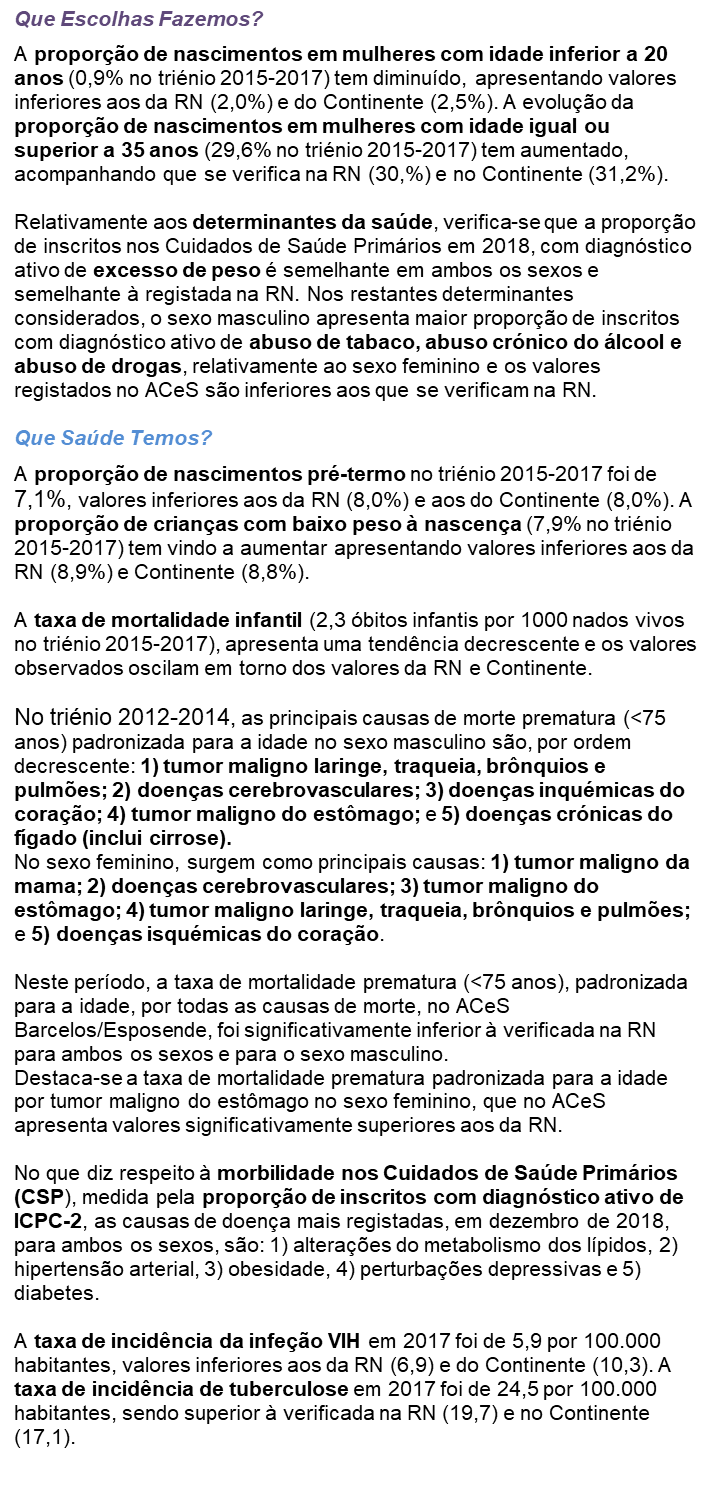 Que Escolhas Fazemos?
A proporção de nascimentos em mulheres com idade inferior a 20
anos (0,9% no triénio 2015-2017) tem diminuído, apresentando valores
inferiores aos da RN (2,0%) e do Continente (2,5%). A evolução da
proporção de nascimentos em mulheres com idade igual ou
superior a 35 anos (29,6% no triénio 2015-2017) tem aumentado,
acompanhando que se verifica na RN (30,%) e no Continente (31,2%).
Relativamente aos determinantes da saúde, verifica-se que a proporção
de inscritos nos Cuidados de Saúde Primários em 2018, com diagnóstico
ativo de excesso de peso é semelhante em ambos os sexos e
semelhante à registada na RN. Nos restantes determinantes
considerados, o sexo masculino apresenta maior proporção de inscritos
com diagnóstico ativo de abuso de tabaco, abuso crónico do álcool e
abuso de drogas, relativamente ao sexo feminino e os valores
registados no ACeS são inferiores aos que se verificam na RN.
Que Saúde Temos?
A proporção de nascimentos pré-termo no triénio 2015-2017 foi de
7,1%, valores inferiores aos da RN (8,0%) e aos do Continente (8,0%). A
proporção de crianças com baixo peso à nascença (7,9% no triénio
2015-2017) tem vindo a aumentar apresentando valores inferiores aos da
RN (8,9%) e Continente (8,8%).
A taxa de mortalidade infantil (2,3 óbitos infantis por 1000 nados vivos
no triénio 2015-2017), apresenta uma tendência decrescente e os valores
observados oscilam em torno dos valores da RN e Continente.
No triénio 2012-2014, as principais causas de morte prematura (<75
anos) padronizada para a idade no sexo masculino são, por ordem
decrescente: 1) tumor maligno laringe, traqueia, brônquios e
pulmões; 2) doenças cerebrovasculares; 3) doenças inquémicas do
coração; 4) tumor maligno do estômago; e 5) doenças crónicas do
fígado (inclui cirrose).
No sexo feminino, surgem como principais causas: 1) tumor maligno da
mama; 2) doenças cerebrovasculares; 3) tumor maligno do
estômago; 4) tumor maligno laringe, traqueia, brônquios e pulmões;
e 5) doenças isquémicas do coração.
Neste período, a taxa de mortalidade prematura (<75 anos), padronizada
para a idade, por todas as causas de morte, no ACeS
Barcelos/Esposende, foi significativamente inferior à verificada na RN
para ambos os sexos e para o sexo masculino.
Destaca-se a taxa de mortalidade prematura padronizada para a idade
por tumor maligno do estômago no sexo feminino, que no ACeS
apresenta valores significativamente superiores aos da RN.
No que diz respeito à morbilidade nos Cuidados de Saúde Primários
(CSP), medida pela proporção de inscritos com diagnóstico ativo de
ICPC-2, as causas de doença mais registadas, em dezembro de 2018,
para ambos os sexos, são: 1) alterações do metabolismo dos lípidos, 2)
hipertensão arterial, 3) obesidade, 4) perturbações depressivas e 5)
diabetes.
A taxa de incidência da infeção VIH em 2017 foi de 5,9 por 100.000
habitantes, valores inferiores aos da RN (6,9) e do Continente (10,3). A
taxa de incidência de tuberculose em 2017 foi de 24,5 por 100.000
habitantes, sendo superior à verificada na RN (19,7) e no Continente
(17,1).